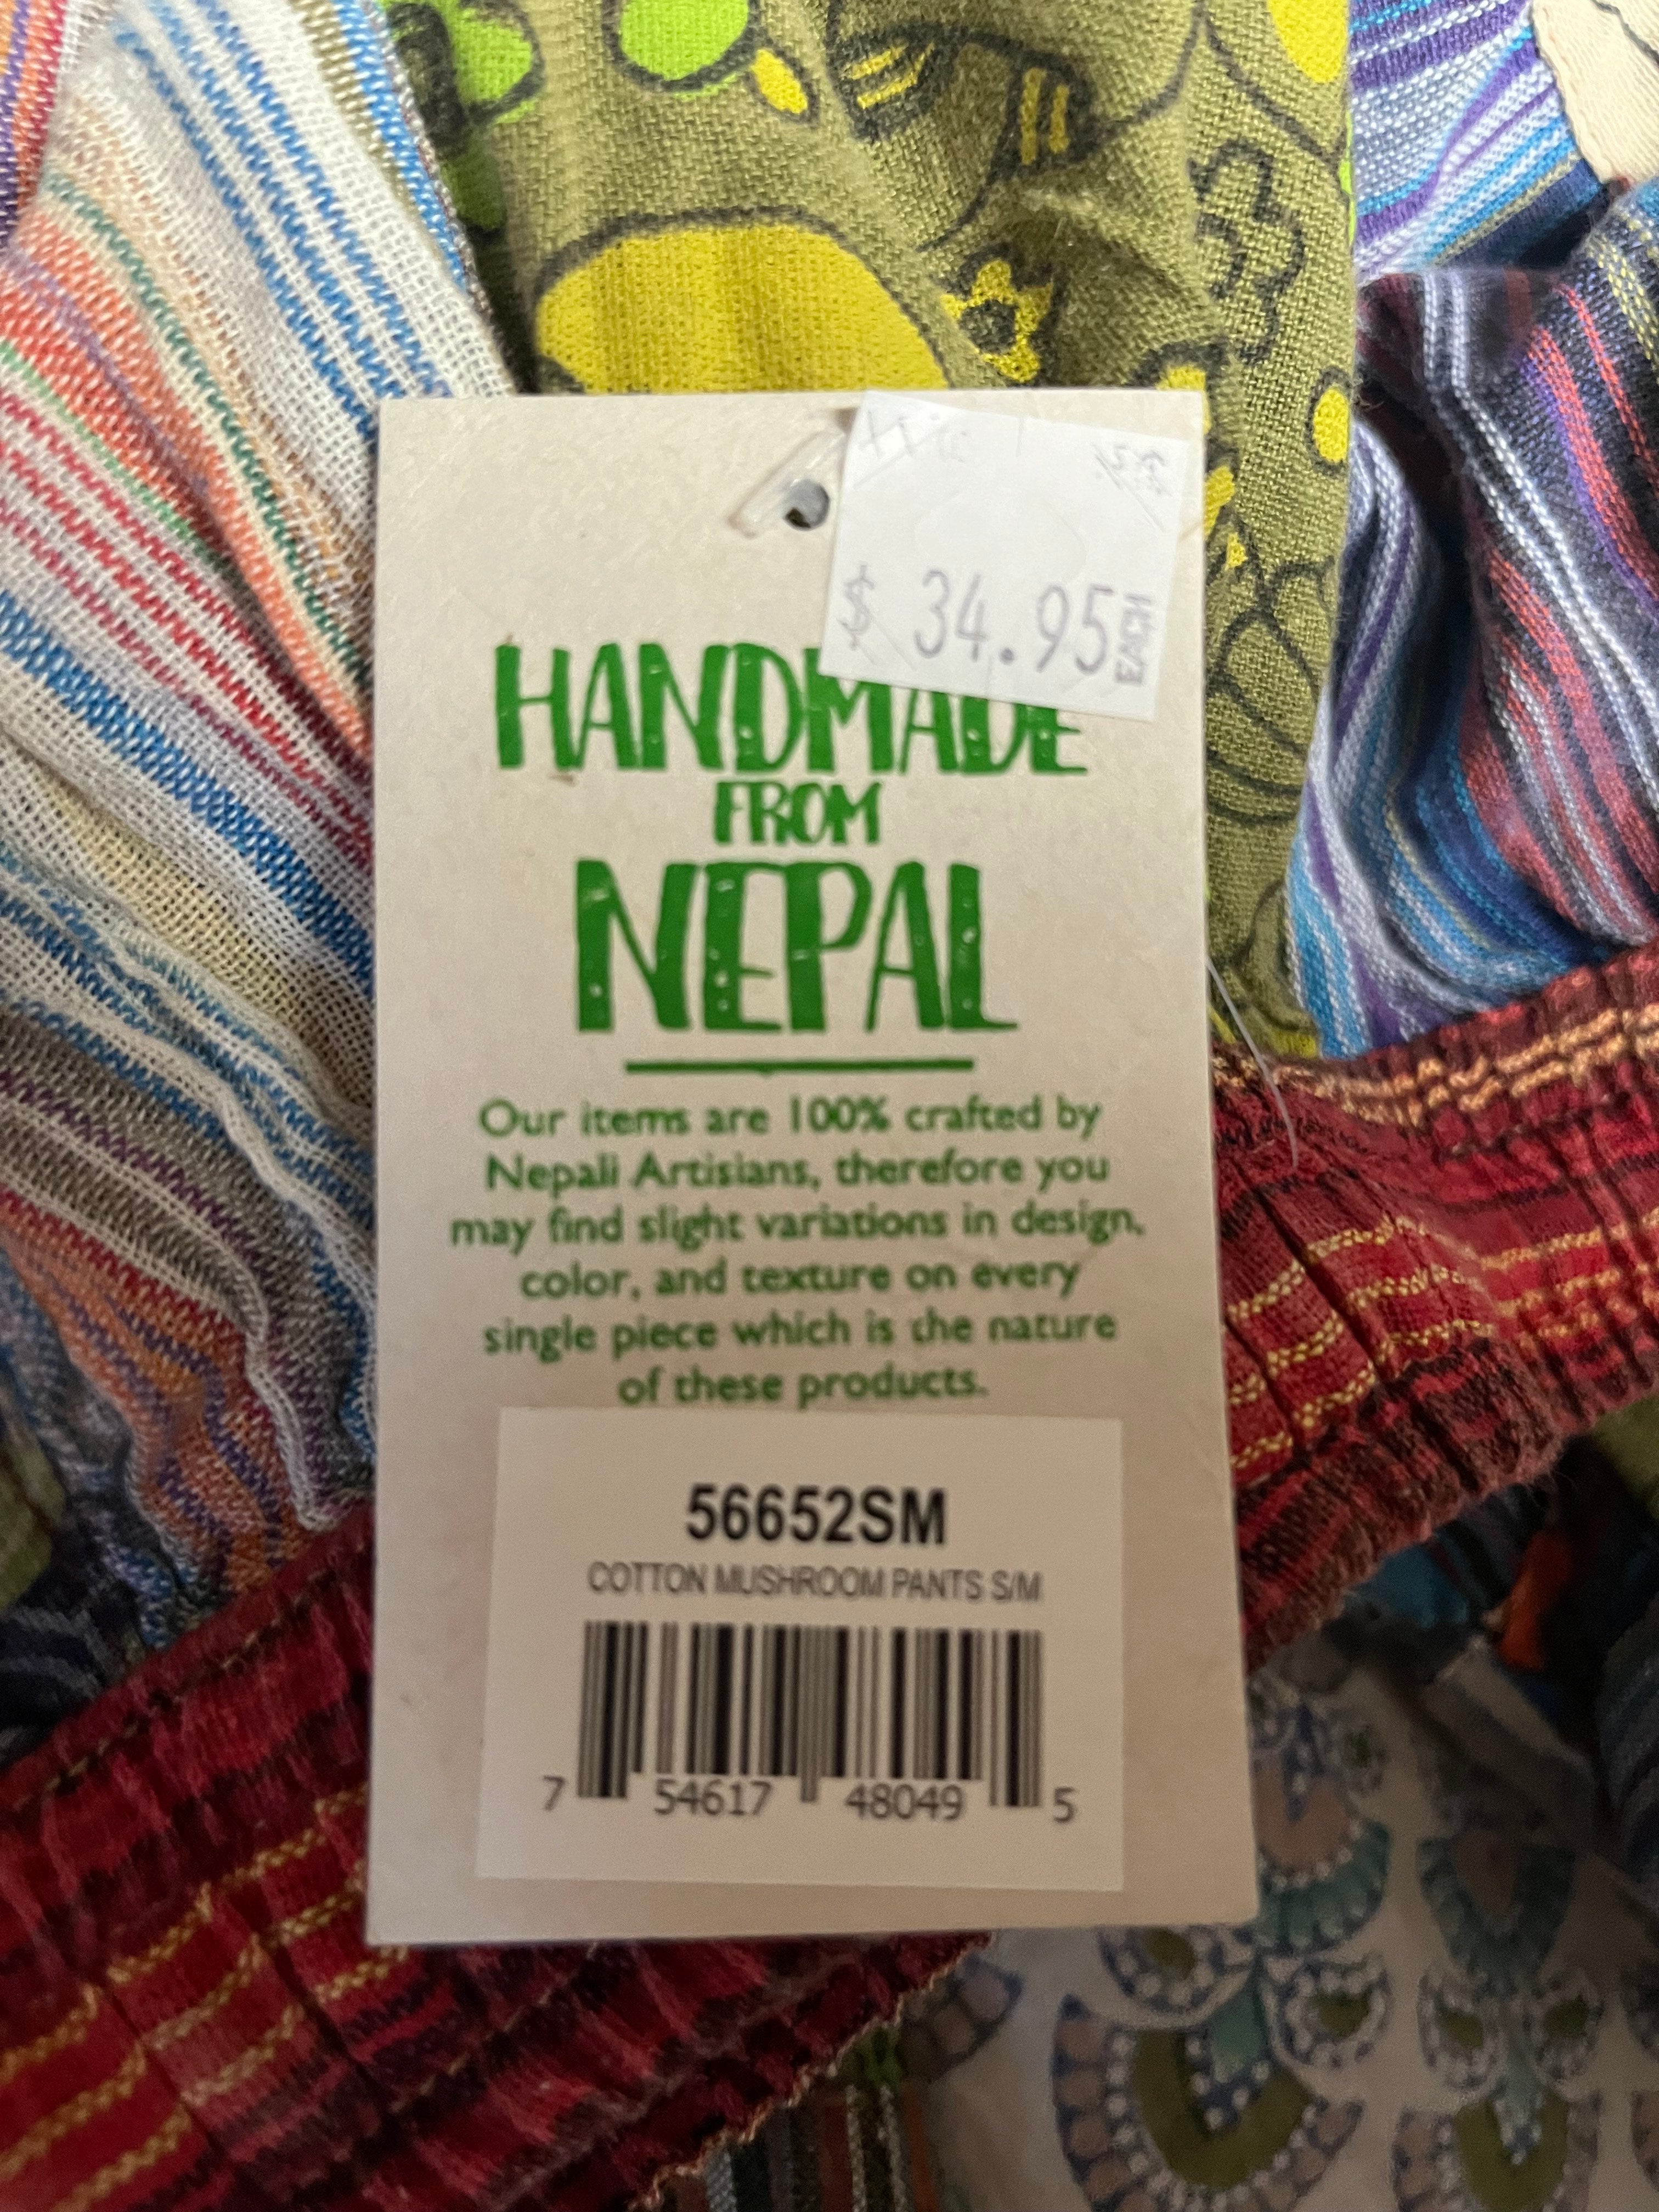 $ 34.95 EACH
HANDMADE
FROM
NEPAL
Our items are 100% crafted by
Nepali Artisians, therefore you
may find slight variations in design,
color, and texture on every
single piece which is the nature
of these products.
56652SM
COTTON MUSHROOM PANTS S/M
7 54617 48049 5